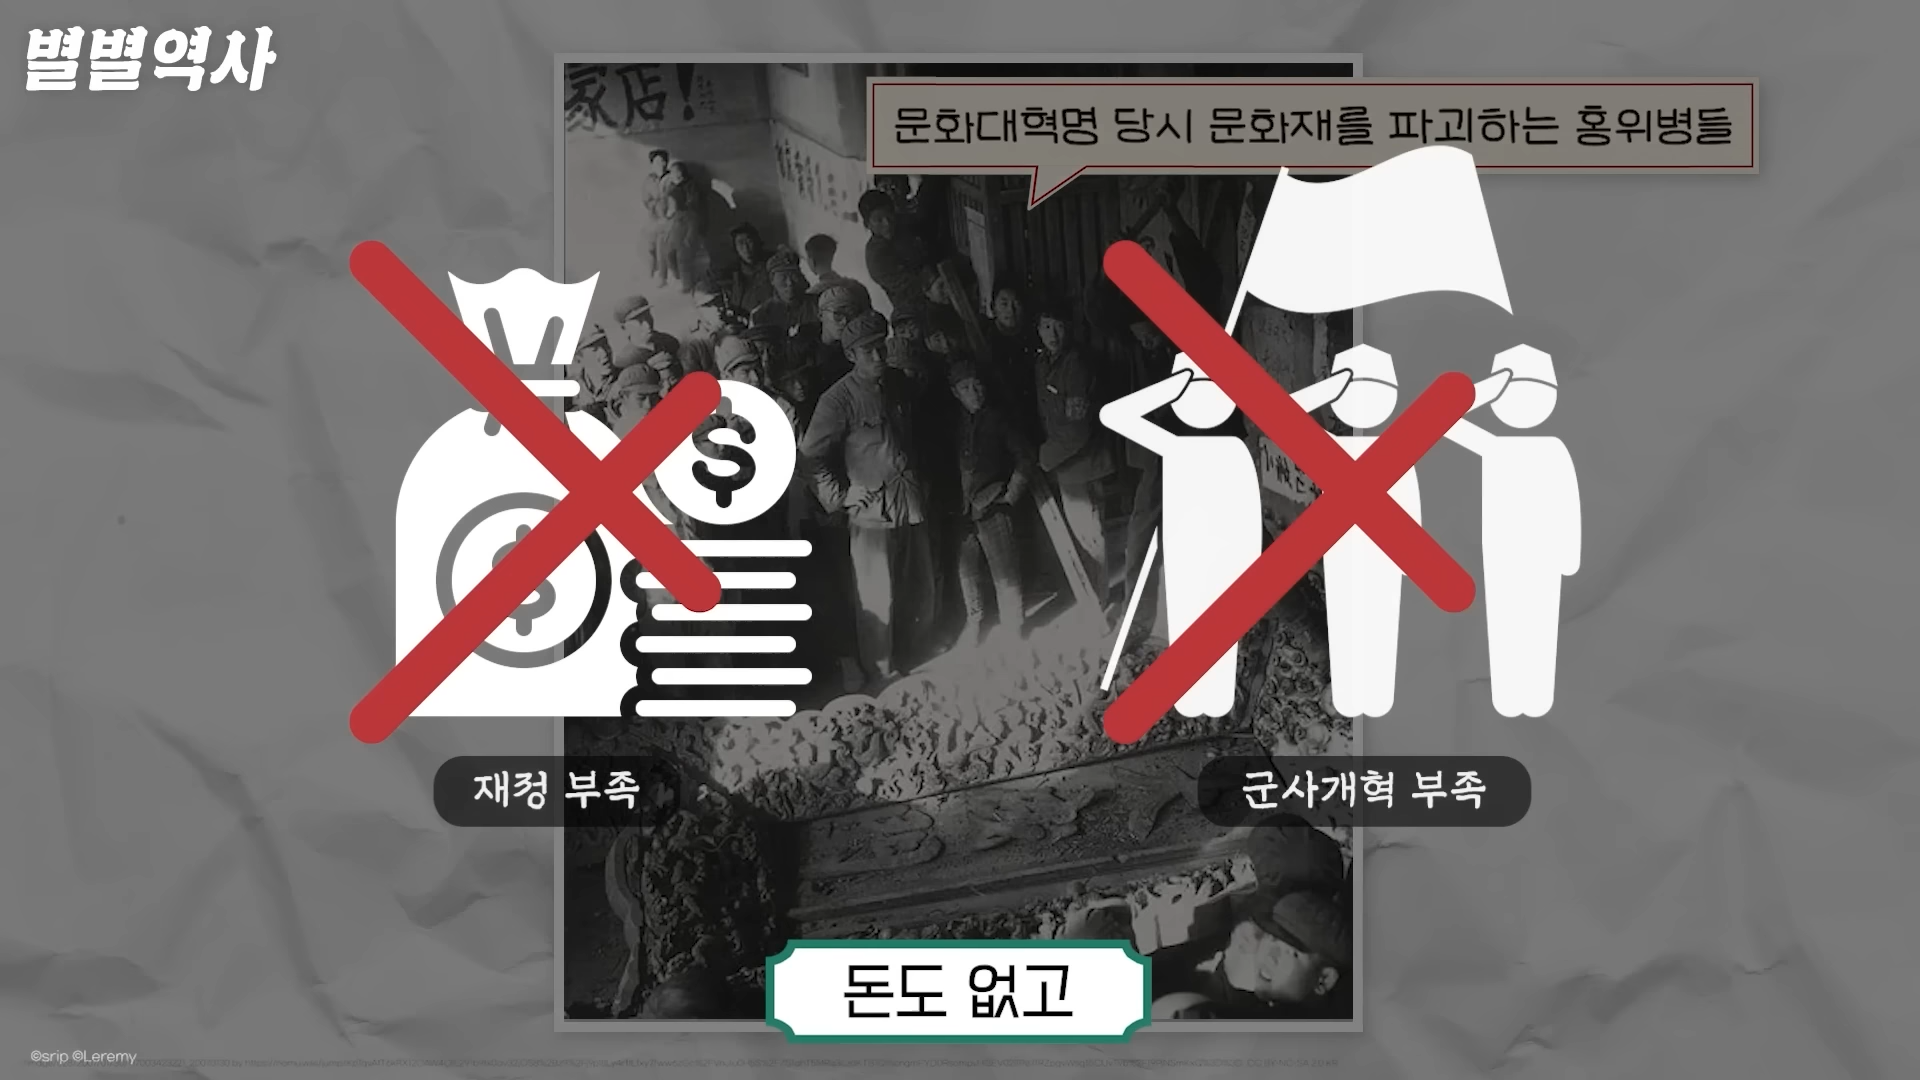 별별역사
家店!
문화대혁명 당시 문화재를 파괴하는 홍위병들
재정 부족
군사개혁 부족
돈도 없고
©srip ©Leremy